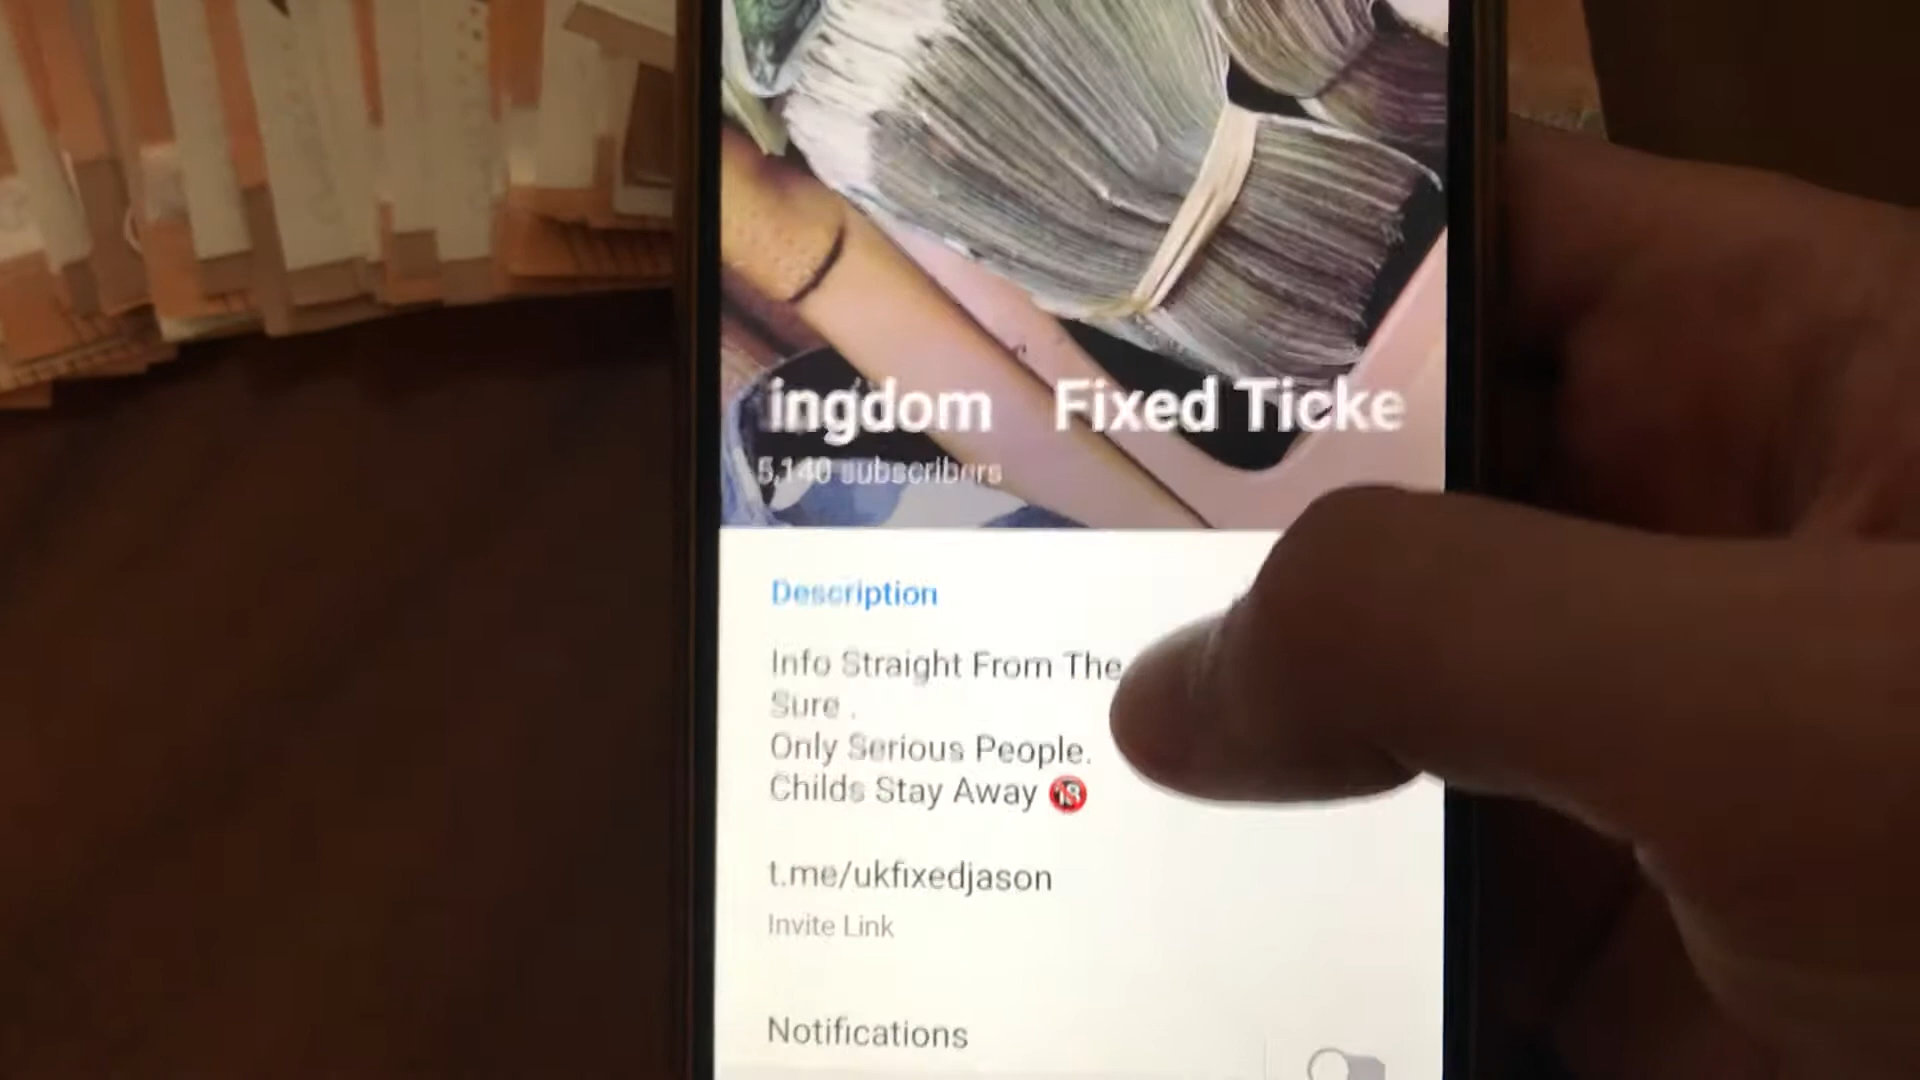 ingdom Fixed Ticke
5,140 subscribers
Description
Info Straight From The
Sure .
Only Serious People.
Childs Stay Away 🔞
t.me/ukfixedjason
Invite Link
Notifications